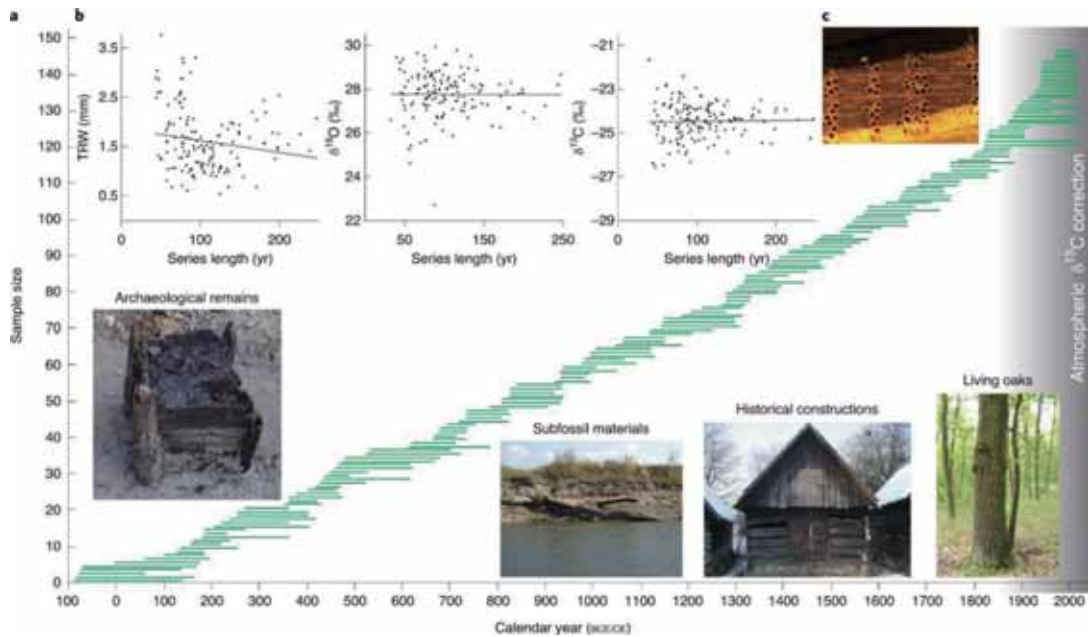 a
b
c
150
140
130
120
110
100
90
80
70
60
50
40
30
20
10
0
Sample size
3.5
2.5
1.5
0.5
TRW (mm)
0 100 200
Series length (yr)
30
28
26
24
22
δ¹⁸O (‰)
50 100 150 200 250
Series length (yr)
–21
–23
–25
–27
–29
δ¹³C (‰)
0 100 200
Series length (yr)
Atmospheric δ¹³C correction
Archaeological remains
Subfossil materials
Historical constructions
Living oaks
100 0 100 200 300 400 500 600 700 800 900 1000 1100 1200 1300 1400 1500 1600 1700 1800 1900 2000
Calendar year (BCE/CE)